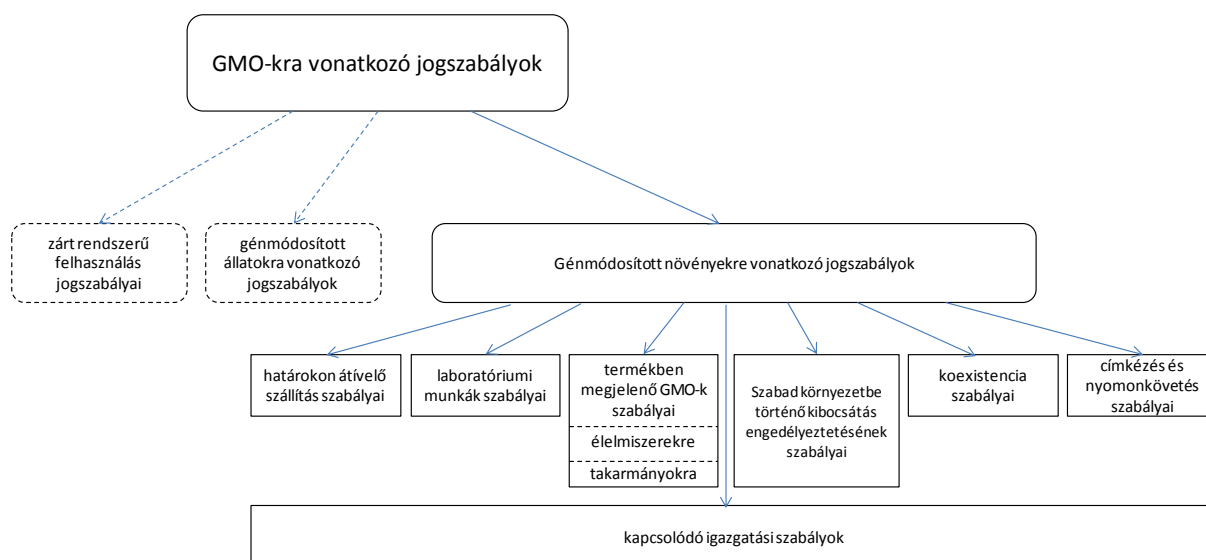 GMO-kra vonatkozó jogszabályok
zárt rendszerű
felhasználás
jogszabályai
génmódosított
állatokra vonatkozó
jogszabályok
Génmódosított növényekre vonatkozó jogszabályok
határokon átívelő
szállítás szabályai
laboratóriumi
munkák szabályai
termékben
megjelenő GMO-k
szabályai
élelmiszerekre
takarmányokra
Szabad környezetbe
történő kibocsátás
engedélyeztetésének
szabályai
koexistencia
szabályai
címkézés és
nyomonkövetés
szabályai
kapcsolódó igazgatási szabályok